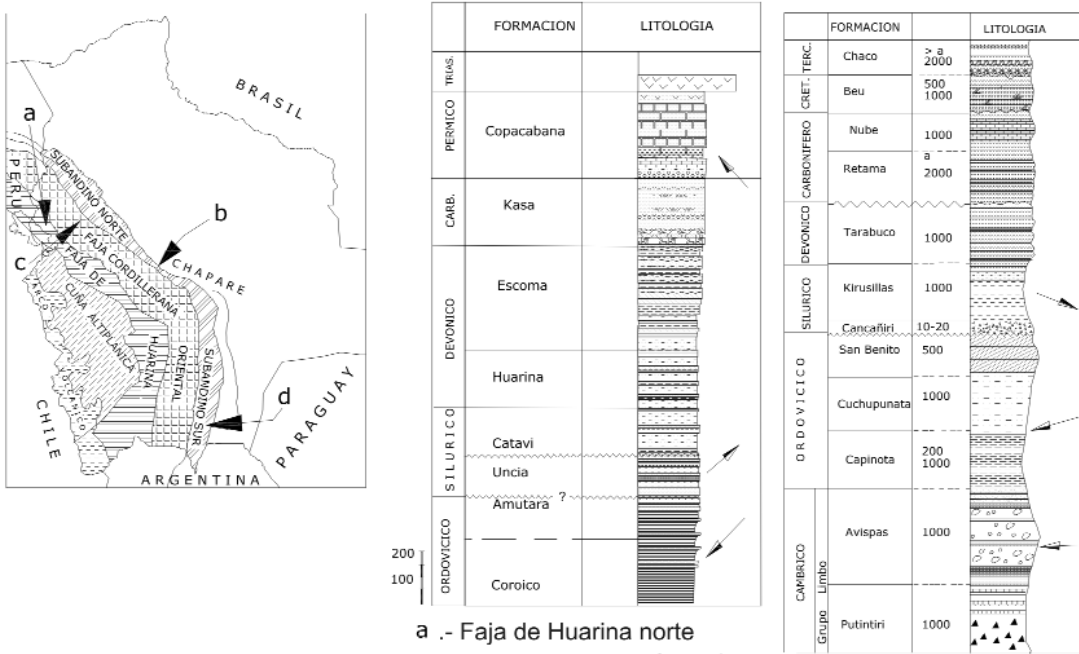 BRASIL
a
PERU
SUBANDINO NORTE
b
FAJA CORDILLERANA
CHAPARE
c
FAJA DE
CUÑA ALTIPLANICA
ARCO
HUARINA
ORIENTAL
VOLCANICO
SUBANDINO SUR
d
CHILE
PARAGUAY
ARGENTINA
FORMACION LITOLOGIA
TRIAS.
PERMICO
Copacabana
CARB.
Kasa
DEVONICO
Escoma
Huarina
SILURICO
Catavi
Uncia
?
Amutara
ORDOVICICO
Coroico
200
100
a .- Faja de Huarina norte
FORMACION LITOLOGIA
TERC.
Chaco > a
2000
CRET.
Beu 500
1000
CARBONIFERO
Nube 1000
Retama a
2000
DEVONICO
Tarabuco 1000
SILURICO
Kirusillas 1000
Cancañiri 10-20
ORDOVICICO
San Benito 500
Cuchupunata 1000
Capinota 200
1000
CAMBRICO
Avispas 1000
Grupo Limbo
Putintiri 1000